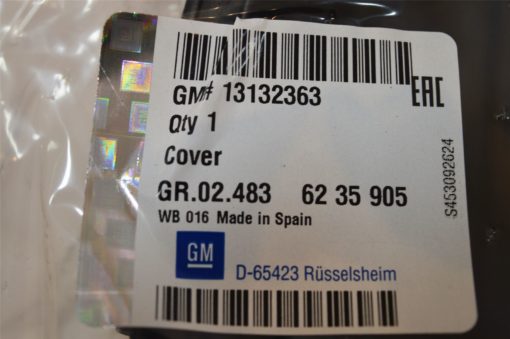 GM# 13132363
EAC
Qty 1
Cover
GR.02.483 62 35 905
WB 016 Made in Spain
GM
D-65423 Rüsselsheim
S453092624